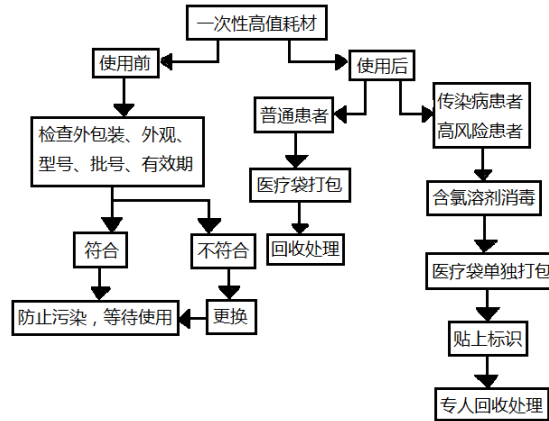 一次性高值耗材
使用前
使用后
检查外包装、外观、
型号、批号、有效期
符合
不符合
防止污染，等待使用
更换
普通患者
医疗袋打包
回收处理
传染病患者
高风险患者
含氯溶剂消毒
医疗袋单独打包
贴上标识
专人回收处理